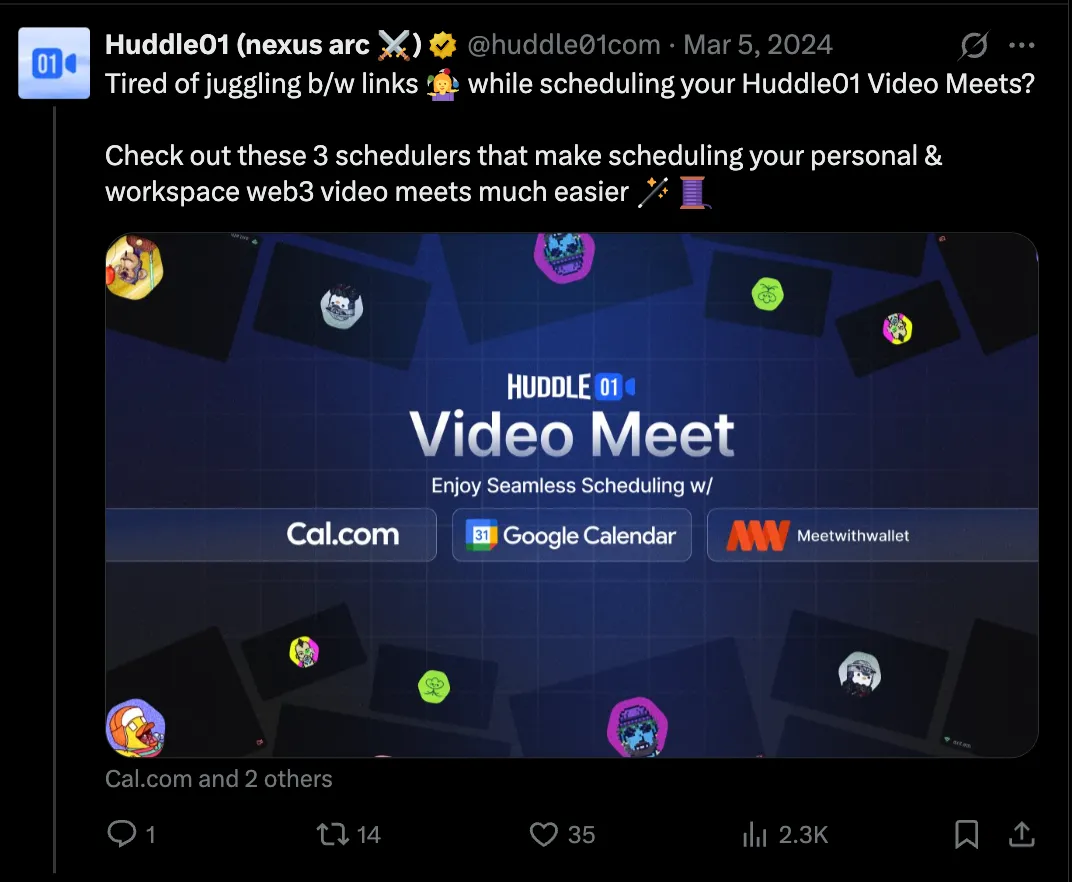 Huddle01 (nexus arc ⚔️) @huddle01com · Mar 5, 2024
Tired of juggling b/w links 🤹‍♀️ while scheduling your Huddle01 Video Meets?
Check out these 3 schedulers that make scheduling your personal &
workspace web3 video meets much easier 🪄 🧵
HUDDLE 01
Video Meet
Enjoy Seamless Scheduling w/
Cal.com
31 Google Calendar
Meetwithwallet
Cal.com and 2 others
1 14 35 2.3K
01